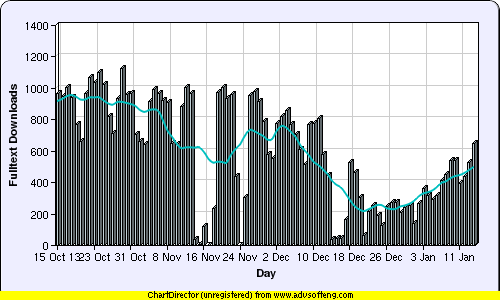 1400
1200
1000
800
600
400
200
0
Fulltext Downloads
15 Oct 13 23 Oct 31 Oct 8 Nov 16 Nov 24 Nov 2 Dec 10 Dec 18 Dec 26 Dec 3 Jan 11 Jan
Day
ChartDirector (unregistered) from www.advsofteng.com